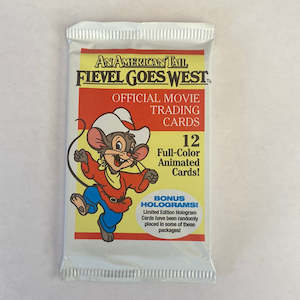 AN AMERICAN TAIL
FIEVEL GOES WEST
OFFICIAL MOVIE
TRADING
CARDS
12
Full-Color
Animated
Cards!
BONUS
HOLOGRAMS!
Limited Edition Hologram
Cards have been randomly
placed in some of these
packages!